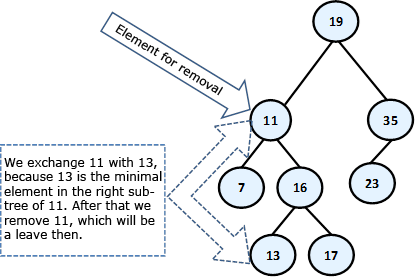 19
Element for removal
11
35
We exchange 11 with 13,
because 13 is the minimal
element in the right sub-
tree of 11. After that we
remove 11, which will be
a leave then.
7
16
23
13
17